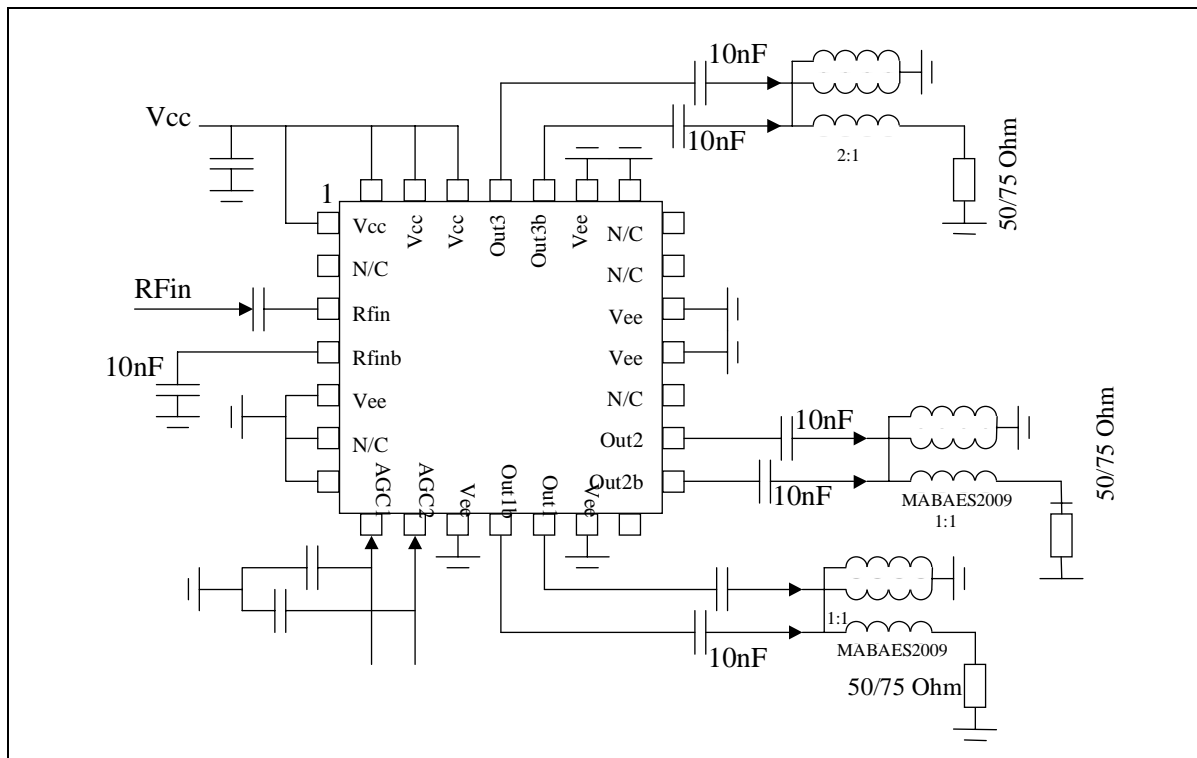 10nF
10nF
2:1
50/75 Ohm
Vcc
1
Vcc
Vcc
Vcc
Out3
Out3b
Vee
N/C
N/C
N/C
RFin
Rfin
Vee
10nF
Rfinb
Vee
Vee
N/C
N/C
Out2
Out2b
AGC1
AGC2
Vee
Out1b
Out1
Vee
10nF
10nF
MABAES2009
1:1
50/75 Ohm
1:1
10nF
MABAES2009
50/75 Ohm